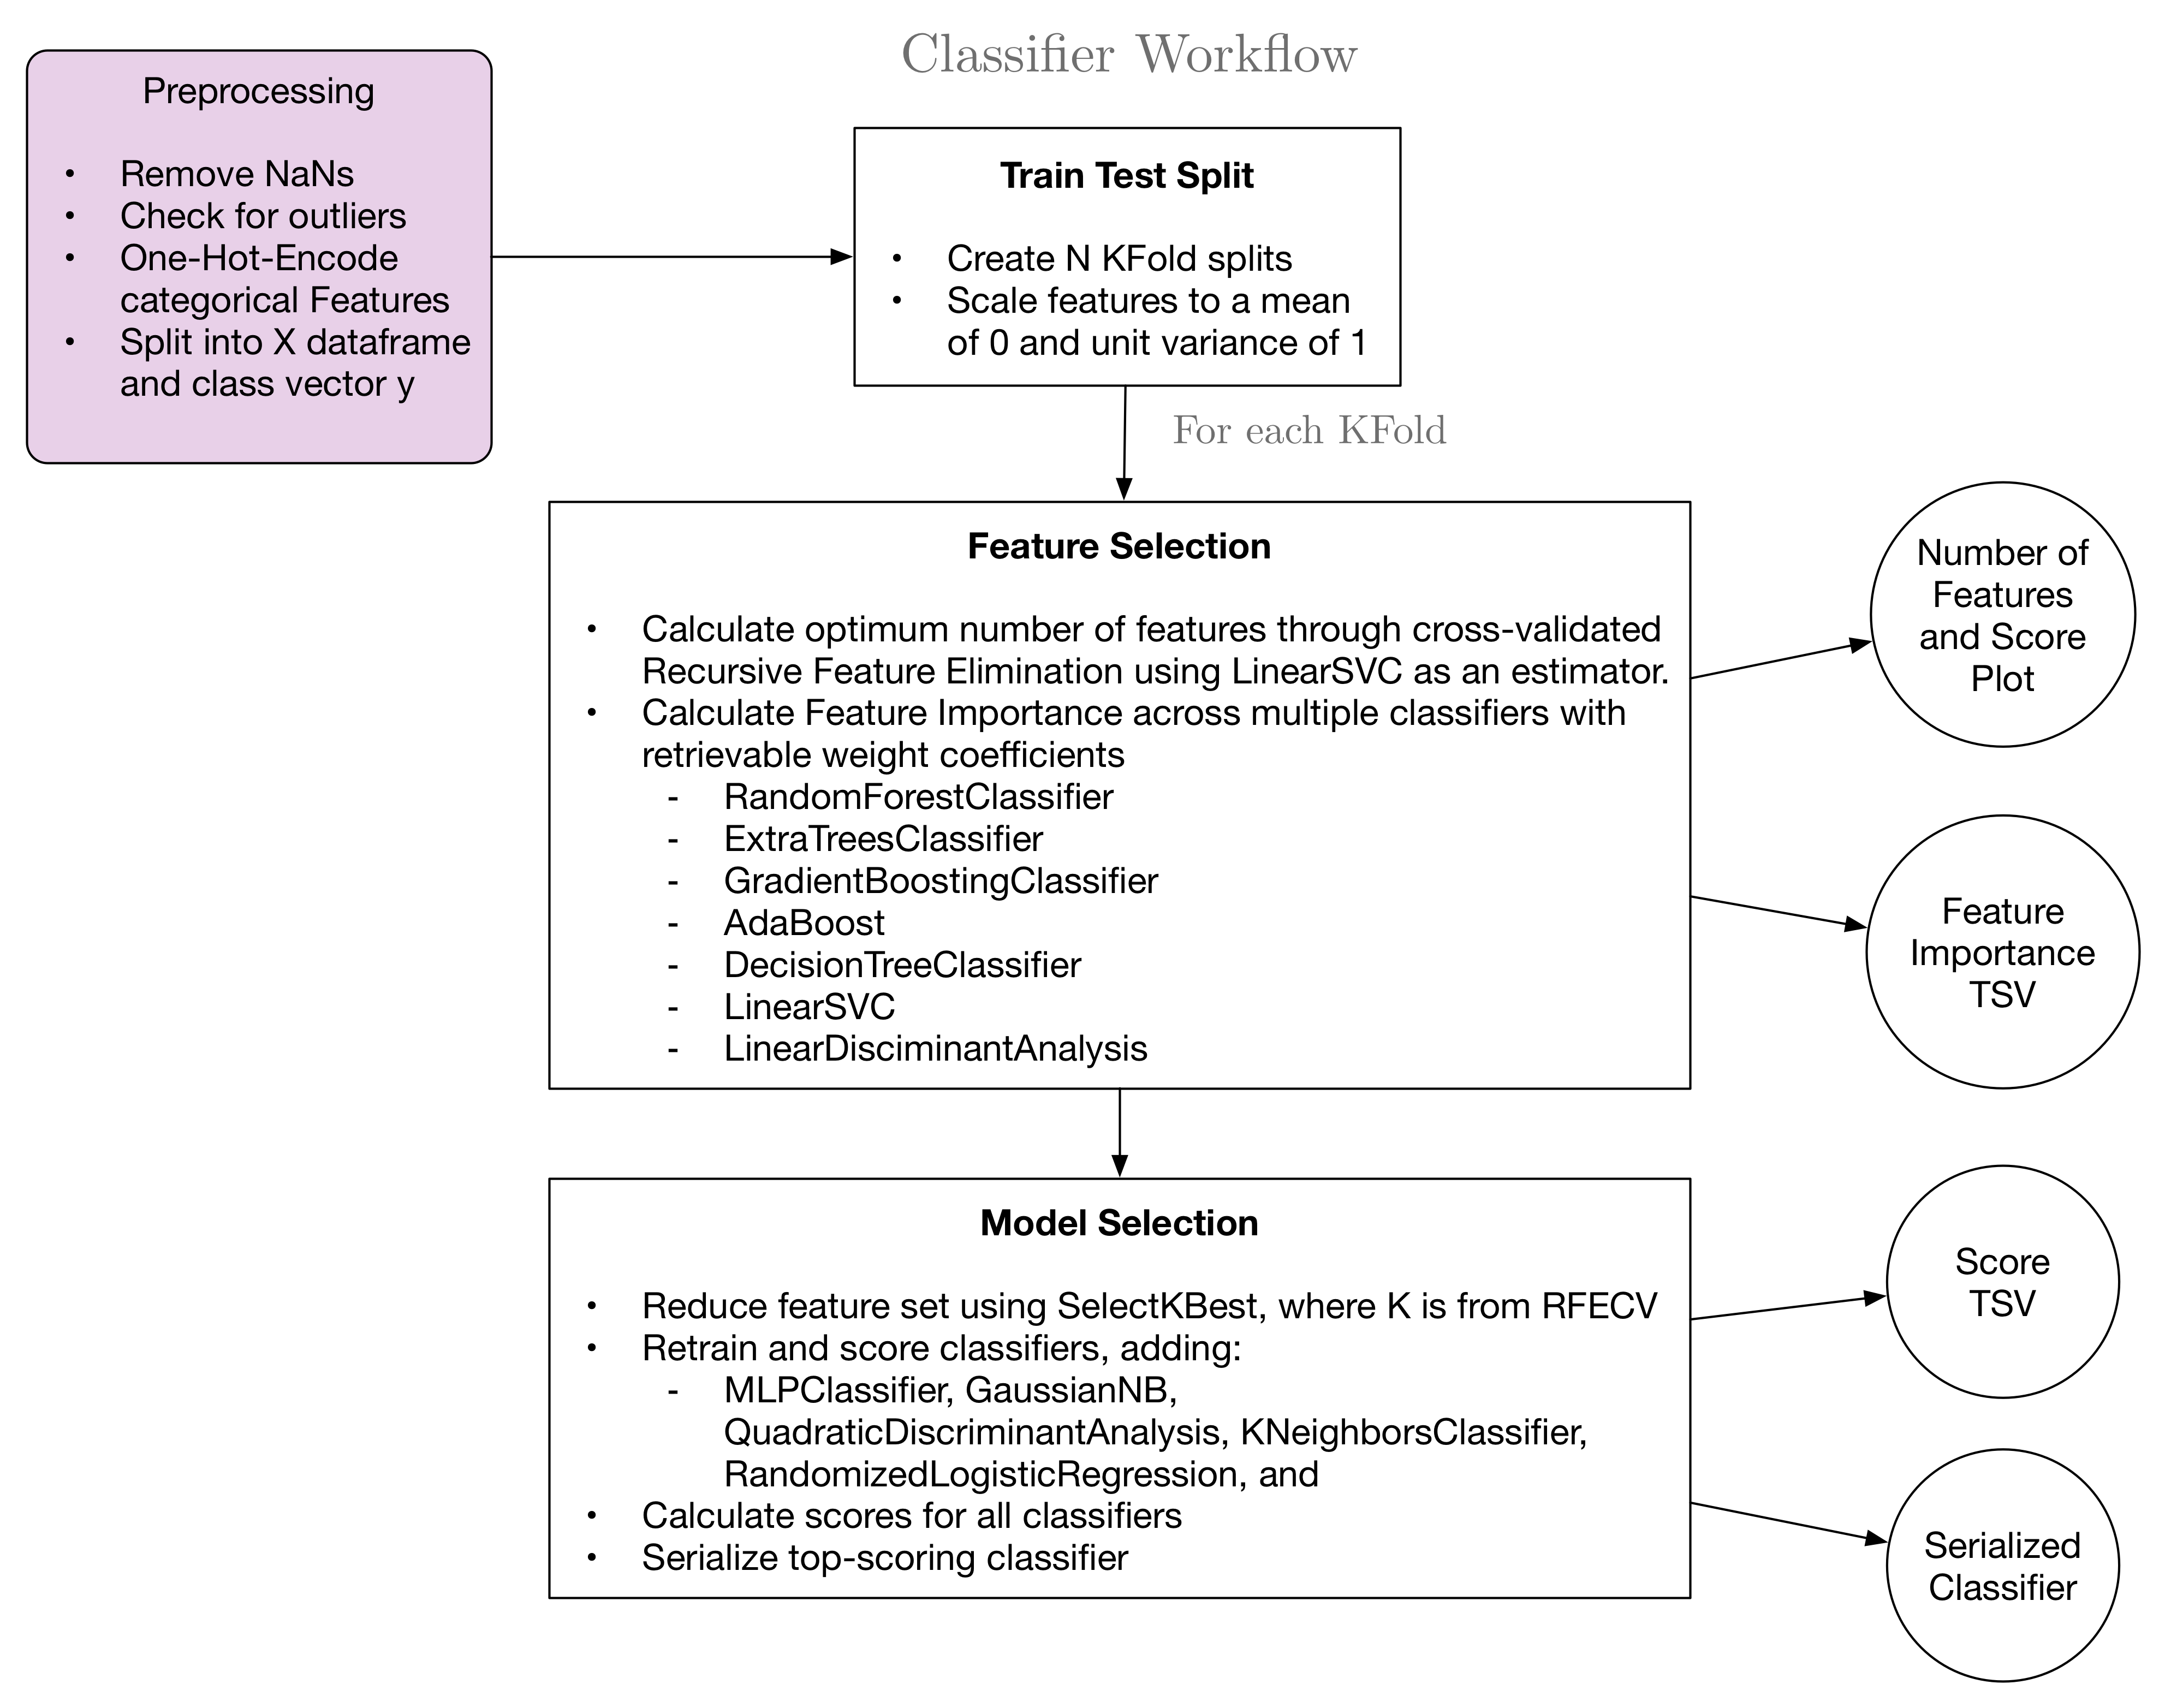 Classifier Workflow
Preprocessing
• Remove NaNs
• Check for outliers
• One-Hot-Encode
categorical Features
• Split into X dataframe
and class vector y
Train Test Split
• Create N KFold splits
• Scale features to a mean
of 0 and unit variance of 1
For each KFold
Feature Selection
• Calculate optimum number of features through cross-validated
Recursive Feature Elimination using LinearSVC as an estimator.
• Calculate Feature Importance across multiple classifiers with
retrievable weight coefficients
- RandomForestClassifier
- ExtraTreesClassifier
- GradientBoostingClassifier
- AdaBoost
- DecisionTreeClassifier
- LinearSVC
- LinearDisciminantAnalysis
Number of
Features
and Score
Plot
Feature
Importance
TSV
Model Selection
• Reduce feature set using SelectKBest, where K is from RFECV
• Retrain and score classifiers, adding:
- MLPClassifier, GaussianNB,
QuadraticDiscriminantAnalysis, KNeighborsClassifier,
RandomizedLogisticRegression, and
• Calculate scores for all classifiers
• Serialize top-scoring classifier
Score
TSV
Serialized
Classifier